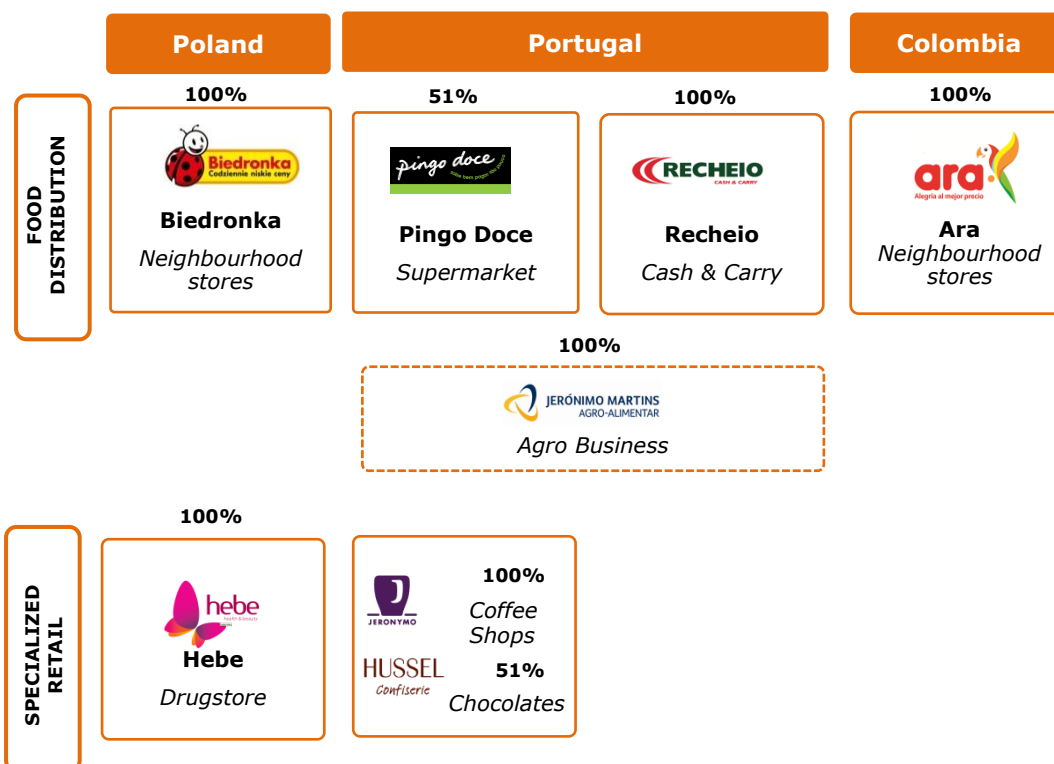 Poland
Portugal
Colombia
100%
51%
100%
100%
FOOD
DISTRIBUTION
Biedronka
Codziennie niskie ceny
Biedronka
Neighbourhood
stores
pingo doce
Pingo Doce
Supermarket
RECHEIO
CASH & CARRY
Recheio
Cash & Carry
ara
Alegría al mejor precio
Ara
Neighbourhood
stores
100%
JERÓNIMO MARTINS
AGRO-ALIMENTAR
Agro Business
SPECIALIZED
RETAIL
100%
hebe
health & beauty
Hebe
Drugstore
JERONYMO
100%
Coffee
Shops
HUSSEL
Confiserie
51%
Chocolates